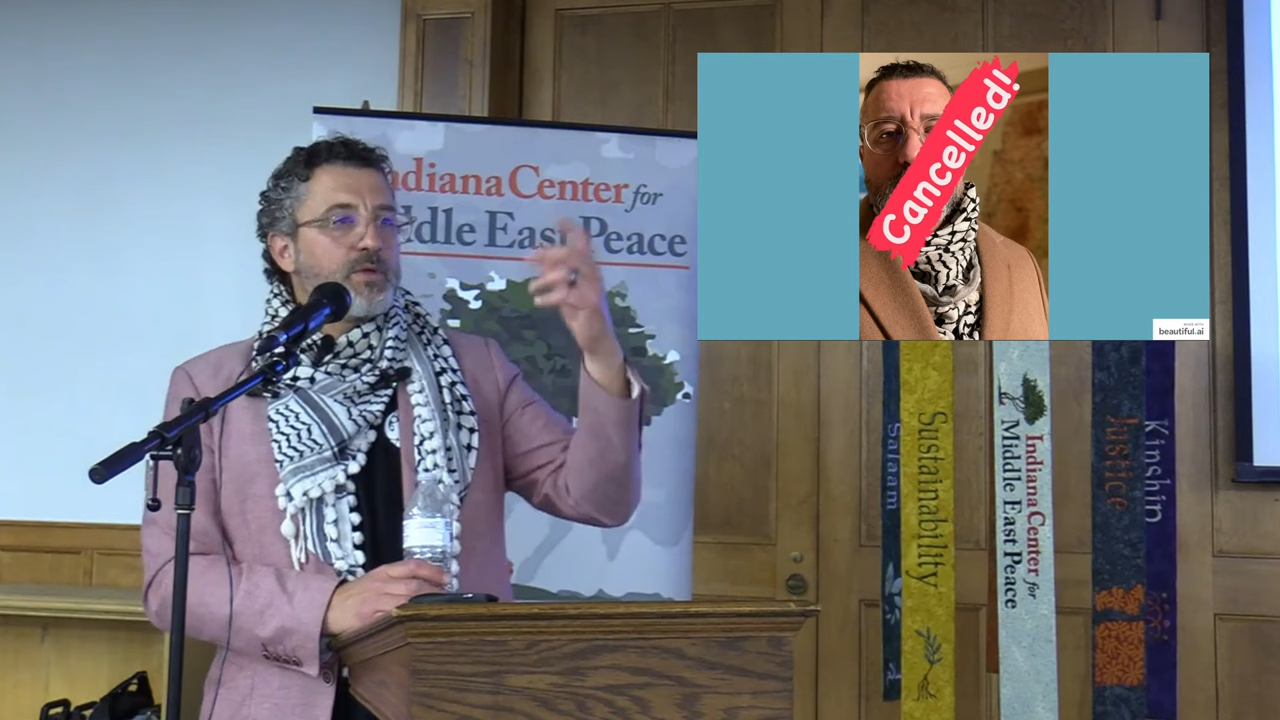 Indiana Center for
Middle East Peace
Cancelled!
beautiful.ai
Salaam
Sustainability
Indiana Center for
Middle East Peace
Justice
Kinship